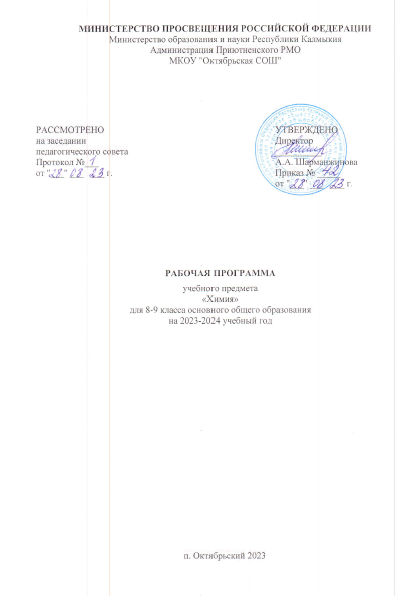 МИНИСТЕРСТВО ПРОСВЕЩЕНИЯ РОССИЙСКОЙ ФЕДЕРАЦИИ
Министерство образования и науки Республики Калмыкия
Администрация Приютненского РМО
МКОУ "Октябрьская СОШ"
РАССМОТРЕНО
на заседании
педагогического совета
Протокол № 1
от "28" 08 23 г.
УТВЕРЖДЕНО
Директор
А.А. Шарманжинова
Приказ № 42
от "28" 08 23 г.
РАБОЧАЯ ПРОГРАММА
учебного предмета
«Химия»
для 8-9 класса основного общего образования
на 2023-2024 учебный год
п. Октябрьский 2023